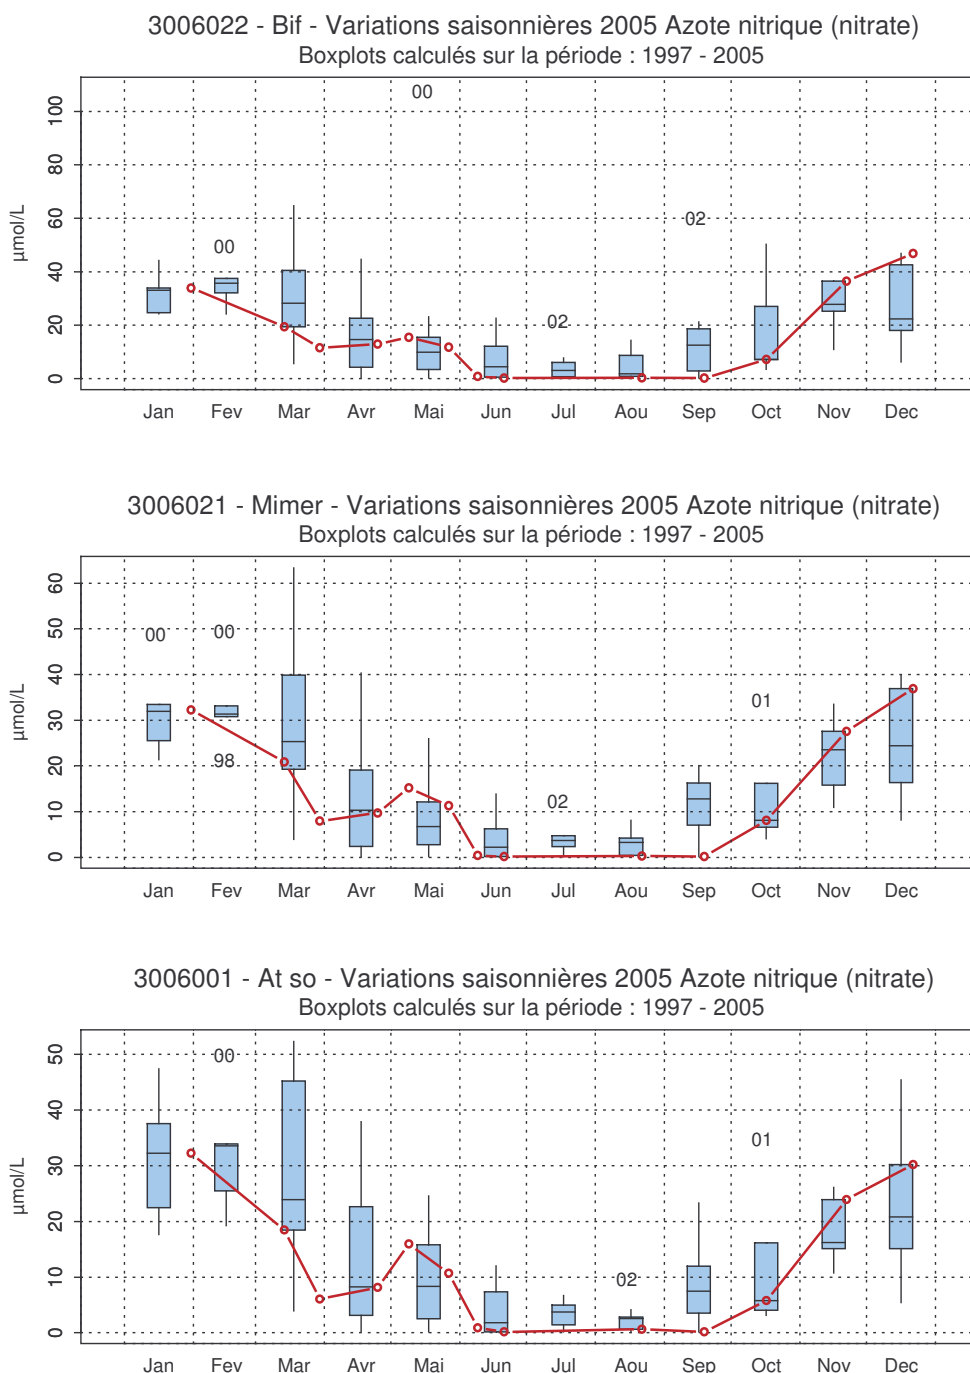 3006022 - Bif - Variations saisonnières 2005 Azote nitrique (nitrate)
Boxplots calculés sur la période : 1997 - 2005
µmol/L
100
80
60
40
20
0
00
00
02
02
Jan Fev Mar Avr Mai Jun Jul Aou Sep Oct Nov Dec
3006021 - Mimer - Variations saisonnières 2005 Azote nitrique (nitrate)
Boxplots calculés sur la période : 1997 - 2005
µmol/L
60
50
40
30
20
10
0
00
00
01
98
02
Jan Fev Mar Avr Mai Jun Jul Aou Sep Oct Nov Dec
3006001 - At so - Variations saisonnières 2005 Azote nitrique (nitrate)
Boxplots calculés sur la période : 1997 - 2005
µmol/L
50
40
30
20
10
0
00
01
02
Jan Fev Mar Avr Mai Jun Jul Aou Sep Oct Nov Dec